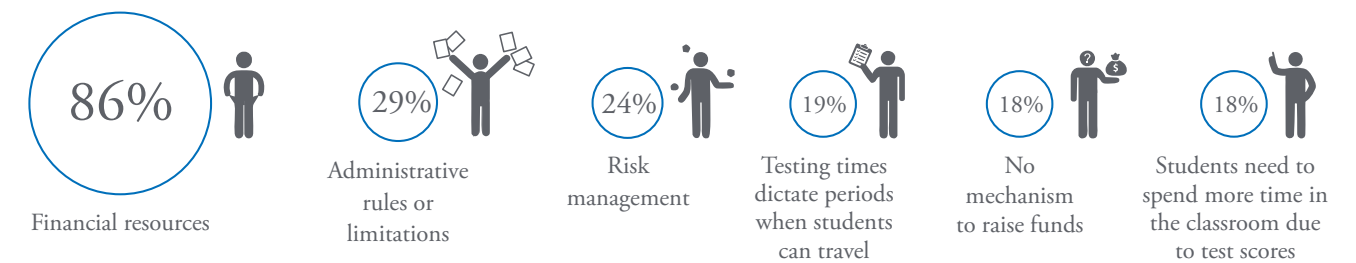 86%
Financial resources
29%
Administrative
rules or
limitations
24%
Risk
management
19%
Testing times
dictate periods
when students
can travel
18%
?
$
No
mechanism
to raise funds
18%
Students need to
spend more time in
the classroom due
to test scores